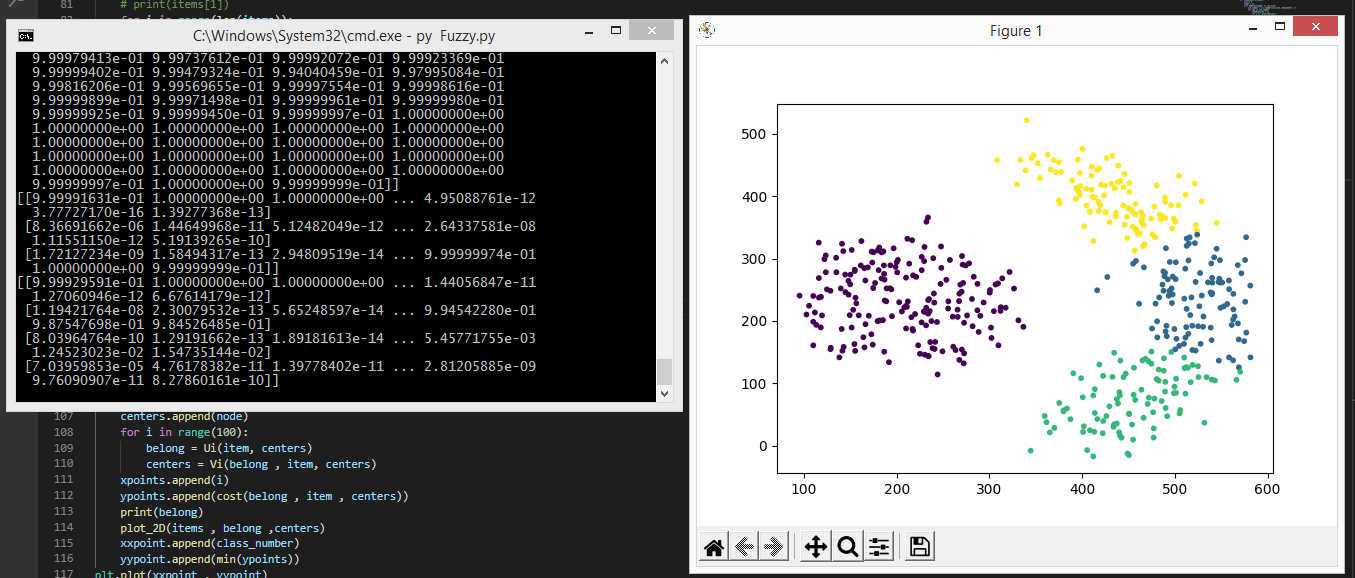 81 # print(items[1])
C:\Windows\System32\cmd.exe - py Fuzzy.py
9.99979413e-01 9.99737612e-01 9.99992072e-01 9.99923369e-01
9.99999402e-01 9.99479324e-01 9.94040459e-01 9.97995084e-01
9.99816206e-01 9.99569655e-01 9.99997554e-01 9.99998616e-01
9.99999899e-01 9.99971498e-01 9.99999961e-01 9.99999980e-01
9.99999925e-01 9.99999450e-01 9.99999997e-01 1.00000000e+00
1.00000000e+00 1.00000000e+00 1.00000000e+00 1.00000000e+00
1.00000000e+00 1.00000000e+00 1.00000000e+00 1.00000000e+00
1.00000000e+00 1.00000000e+00 1.00000000e+00 1.00000000e+00
1.00000000e+00 1.00000000e+00 1.00000000e+00 1.00000000e+00
9.99999997e-01 1.00000000e+00 9.99999999e-01]]
[[9.99991631e-01 1.00000000e+00 1.00000000e+00 ... 4.95088761e-12
3.77727170e-16 1.39277368e-13]
[8.36691662e-06 1.44649968e-11 5.12482049e-12 ... 2.64337581e-08
1.11551150e-12 5.19139265e-10]
[1.72127234e-09 1.58494317e-13 2.94809519e-14 ... 9.99999974e-01
1.00000000e+00 9.99999999e-01]]
[[9.99929591e-01 1.00000000e+00 1.00000000e+00 ... 1.44056847e-11
1.27060946e-12 6.67614179e-12]
[1.19421764e-08 2.30079532e-13 5.65248597e-14 ... 9.94542280e-01
9.87547698e-01 9.84526485e-01]
[8.03964764e-10 1.29191662e-13 1.89181613e-14 ... 5.45771755e-03
1.24523023e-02 1.54735144e-02]
[7.03959853e-05 4.76178382e-11 1.39778402e-11 ... 2.81205885e-09
9.76090907e-11 8.27860161e-10]]
107 centers.append(node)
108 for i in range(100):
109 belong = Ui(item, centers)
110 centers = Vi(belong , item, centers)
111 xpoints.append(i)
112 ypoints.append(cost(belong , item , centers))
113 print(belong)
114 plot_2D(items , belong ,centers)
115 xxpoint.append(class_number)
116 yypoint.append(min(ypoints))
117 plt.plot(xxpoint , yypoint)
Figure 1
500
400
300
200
100
0
100 200 300 400 500 600